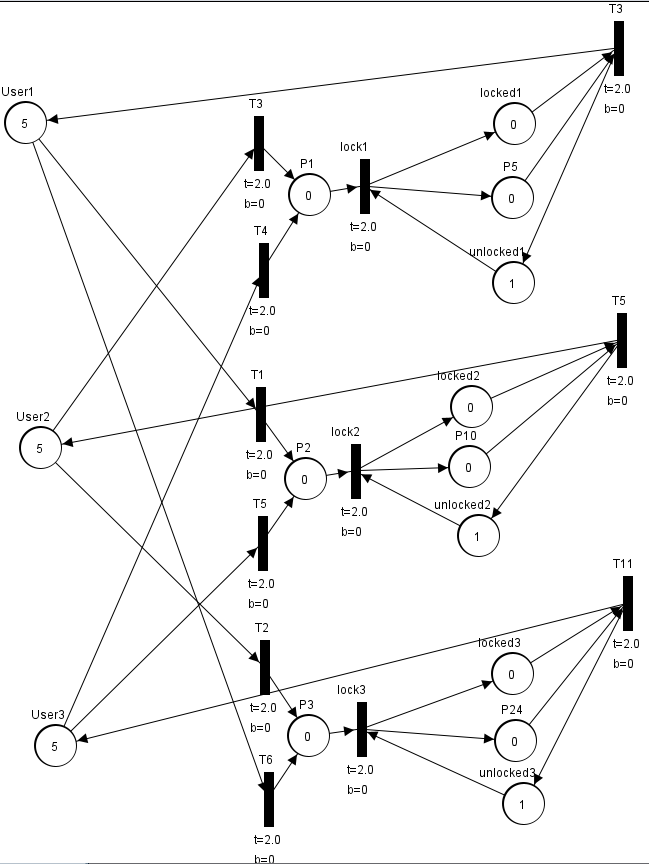 T3
t=2.0
b=0
User1
5
T3
t=2.0
b=0
locked1
0
lock1
t=2.0
b=0
P1
0
P5
0
T4
t=2.0
b=0
unlocked1
1
T5
t=2.0
b=0
T1
t=2.0
b=0
locked2
0
User2
5
lock2
t=2.0
b=0
P2
0
P10
0
T5
t=2.0
b=0
unlocked2
1
T11
t=2.0
b=0
T2
t=2.0
b=0
locked3
0
User3
5
lock3
t=2.0
b=0
P3
0
P24
0
T6
t=2.0
b=0
unlocked3
1